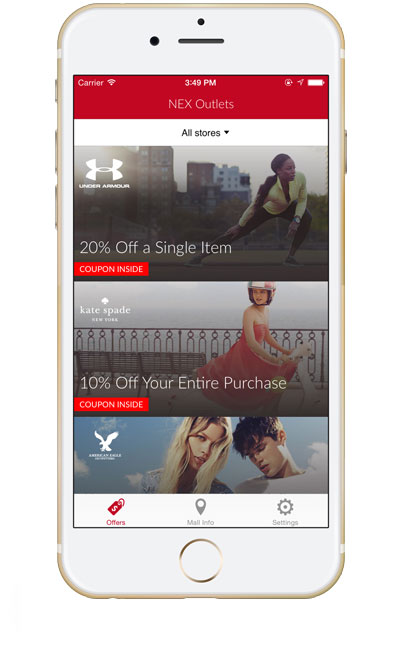 Carrier
3:49 PM
NEX Outlets
All stores
UNDER ARMOUR
20% Off a Single Item
COUPON INSIDE
kate spade
NEW YORK
10% Off Your Entire Purchase
COUPON INSIDE
AMERICAN EAGLE
OUTFITTERS
$
Offers
Mall Info
Settings